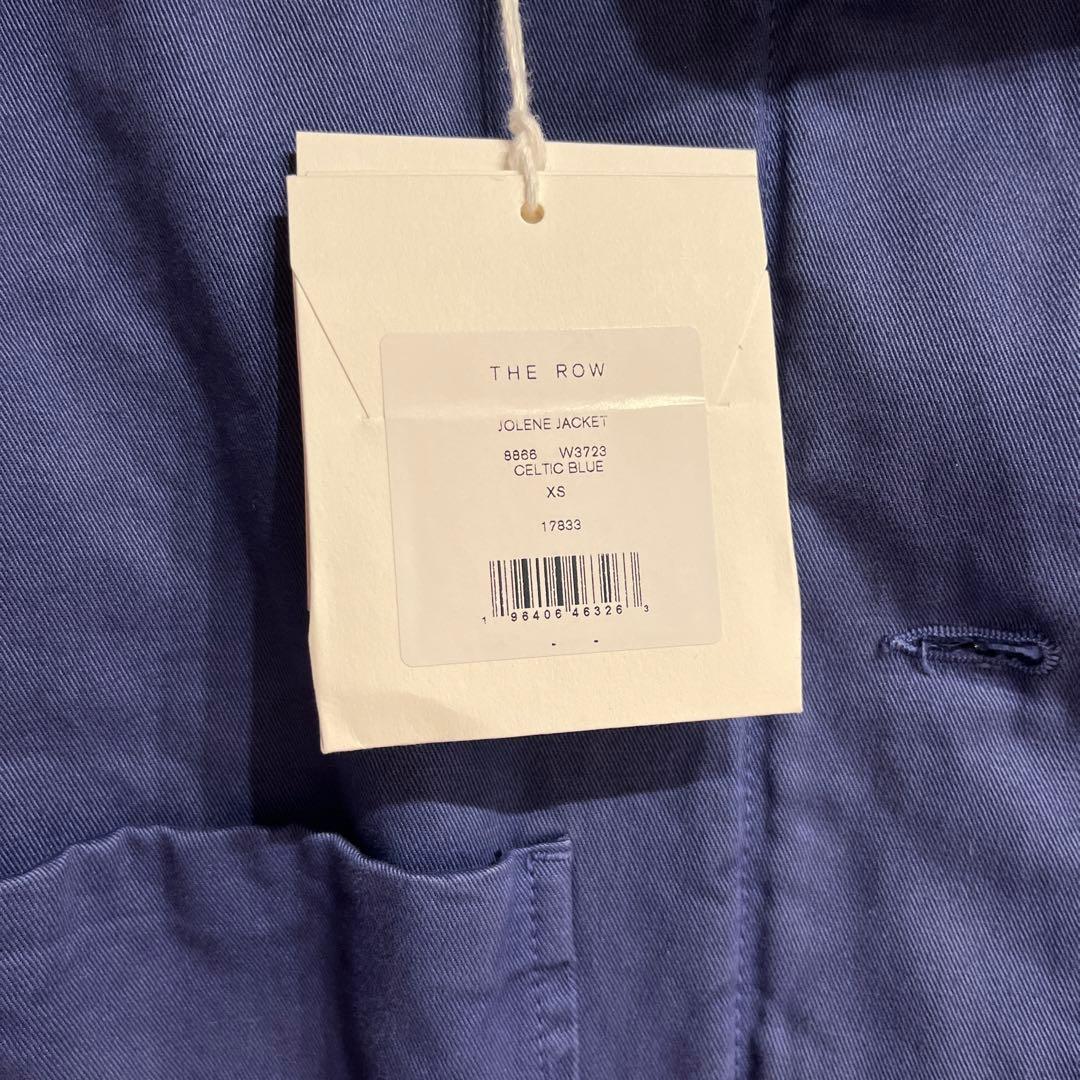 THE ROW
JOLENE JACKET
8866 W3723
CELTIC BLUE
XS
17833
1 96406 46326 3